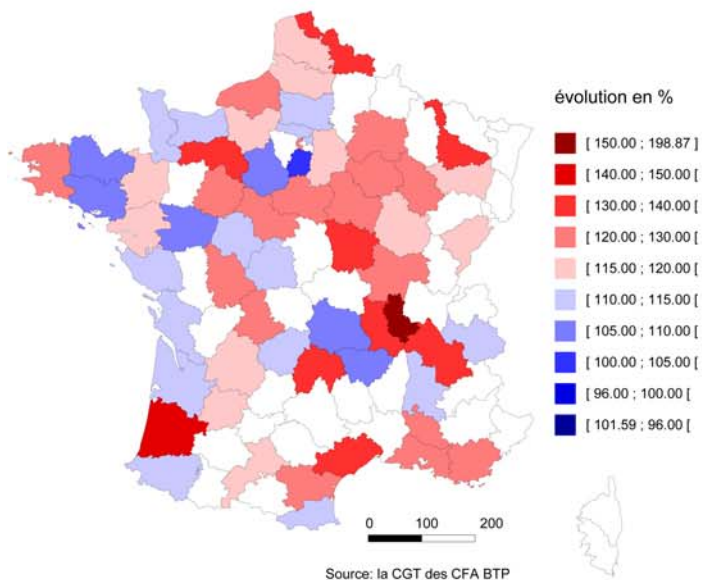 évolution en %
[ 150.00 ; 198.87 ]
[ 140.00 ; 150.00 [
[ 130.00 ; 140.00 [
[ 120.00 ; 130.00 [
[ 115.00 ; 120.00 [
[ 110.00 ; 115.00 [
[ 105.00 ; 110.00 [
[ 100.00 ; 105.00 [
[ 96.00 ; 100.00 [
[ 101.59 ; 96.00 [
0 100 200
Source: la CGT des CFA BTP